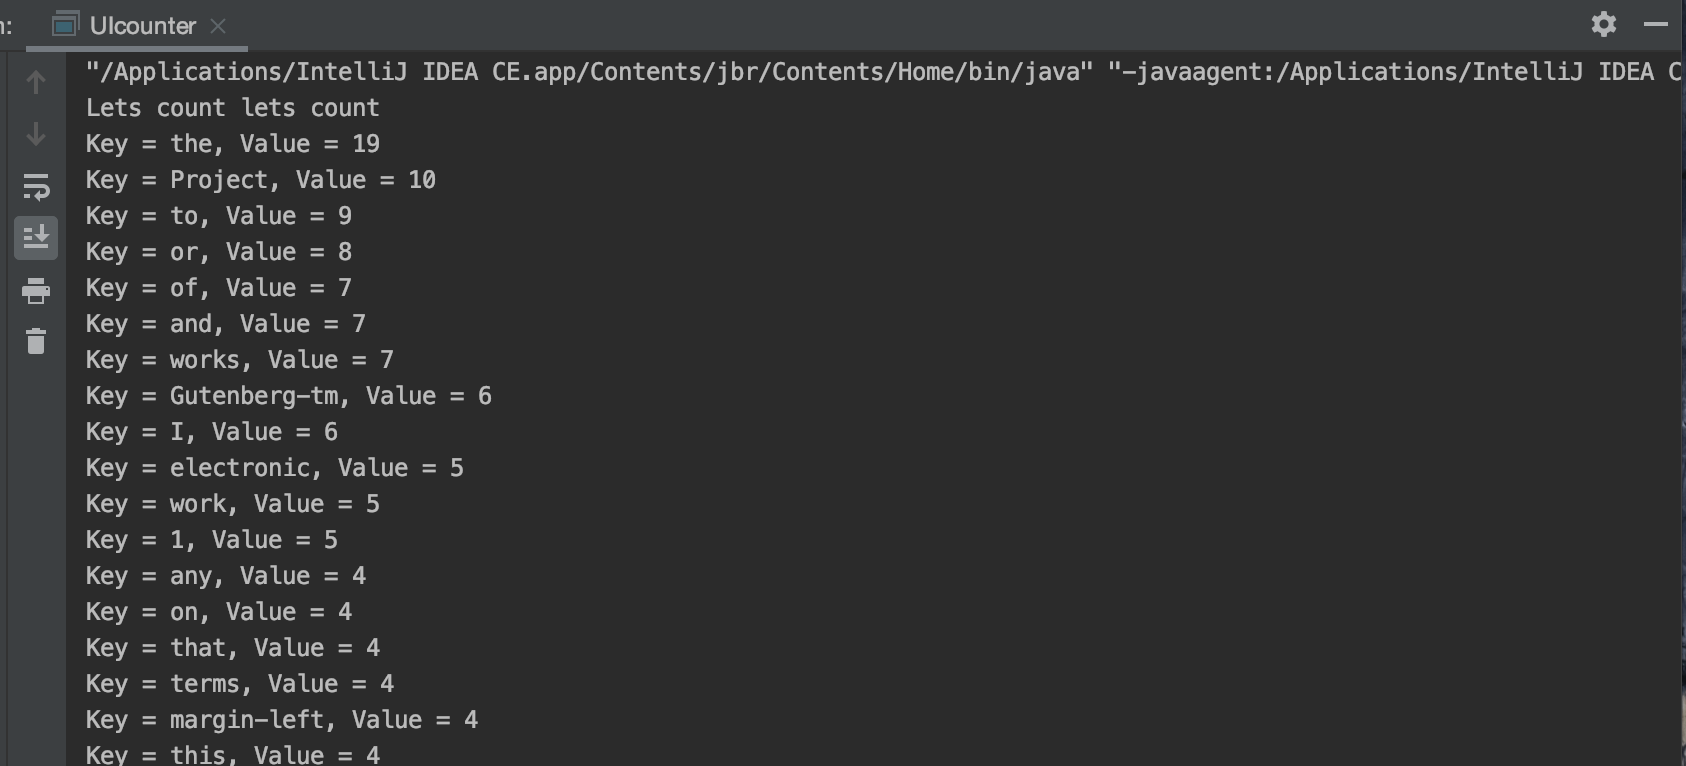 n:
UIcounter
"/Applications/IntelliJ IDEA CE.app/Contents/jbr/Contents/Home/bin/java" "-javaagent:/Applications/IntelliJ IDEA C
Lets count lets count
Key = the, Value = 19
Key = Project, Value = 10
Key = to, Value = 9
Key = or, Value = 8
Key = of, Value = 7
Key = and, Value = 7
Key = works, Value = 7
Key = Gutenberg-tm, Value = 6
Key = I, Value = 6
Key = electronic, Value = 5
Key = work, Value = 5
Key = 1, Value = 5
Key = any, Value = 4
Key = on, Value = 4
Key = that, Value = 4
Key = terms, Value = 4
Key = margin-left, Value = 4
Key = this, Value = 4